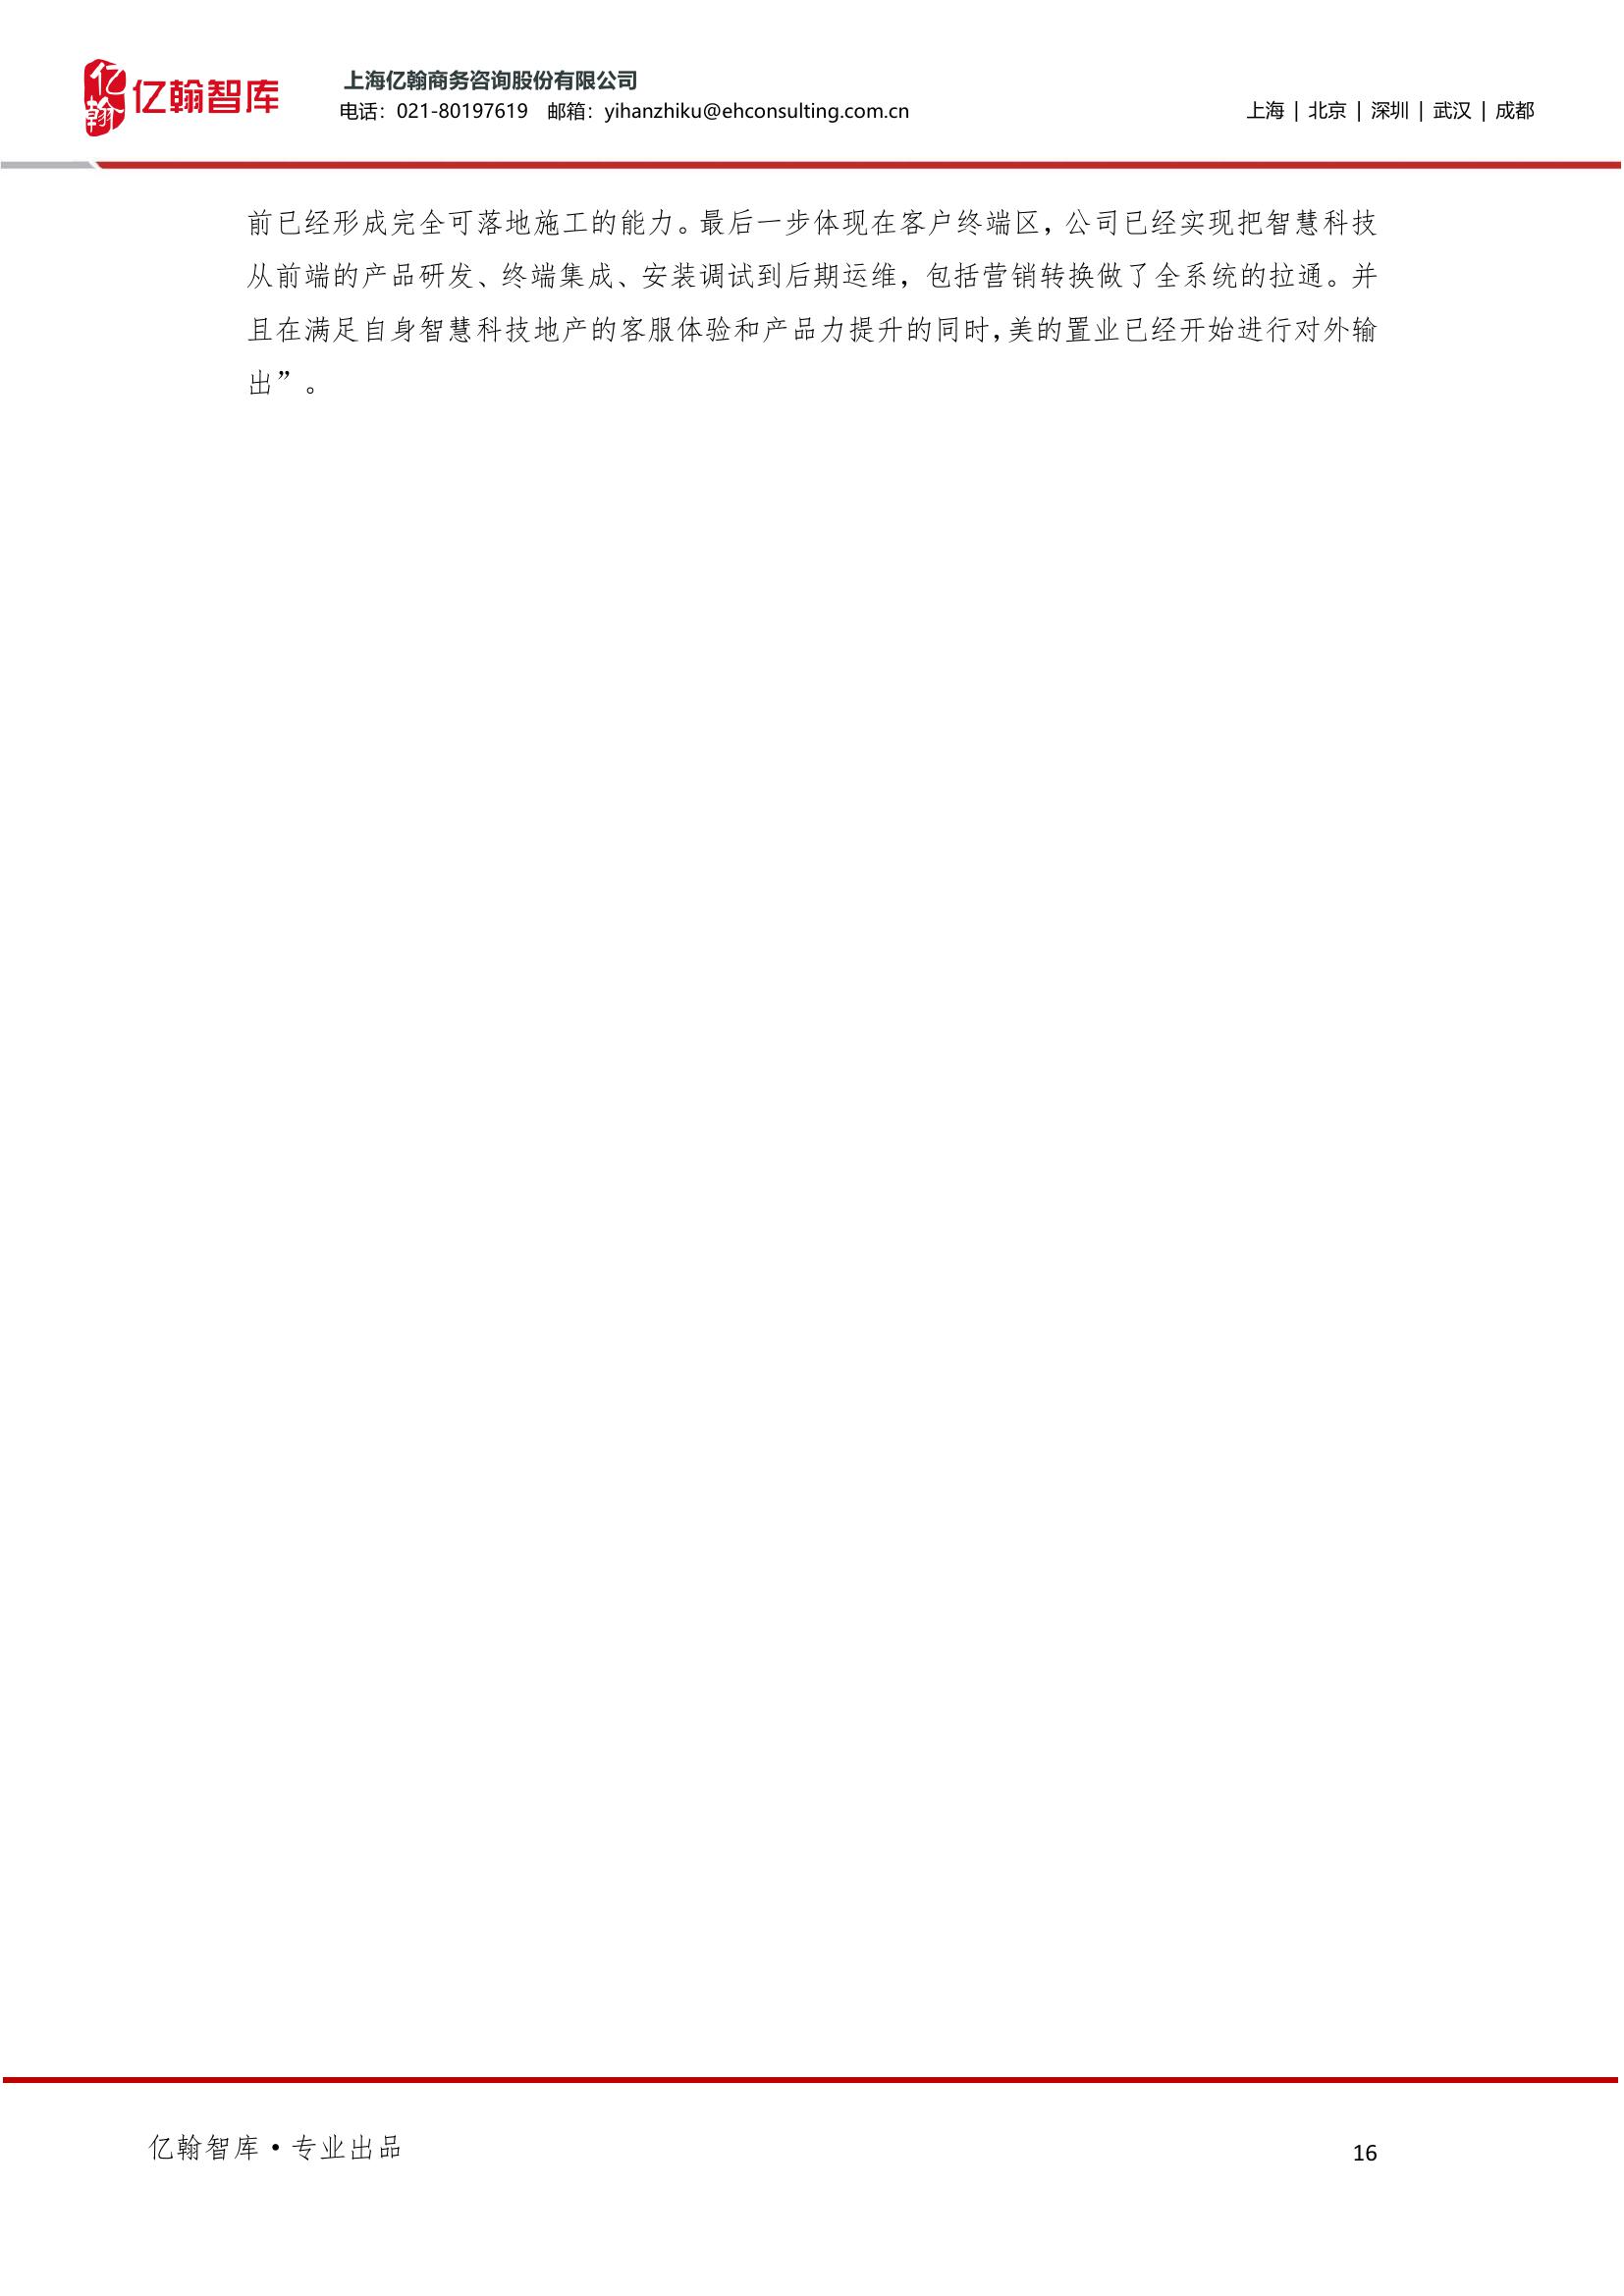 亿翰
亿翰智库
上海亿翰商务咨询股份有限公司
电话：021-80197619 邮箱：yihanzhiku@ehconsulting.com.cn
上海 | 北京 | 深圳 | 武汉 | 成都
前已经形成完全可落地施工的能力。最后一步体现在客户终端区，公司已经实现把智慧科技
从前端的产品研发、终端集成、安装调试到后期运维，包括营销转换做了全系统的拉通。并
且在满足自身智慧科技地产的客服体验和产品力提升的同时，美的置业已经开始进行对外输
出”。
亿翰智库·专业出品
16